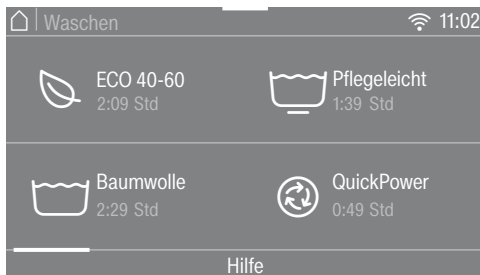 Waschen 11:02
ECO 40-60
2:09 Std
Pflegeleicht
1:39 Std
Baumwolle
2:29 Std
QuickPower
0:49 Std
Hilfe